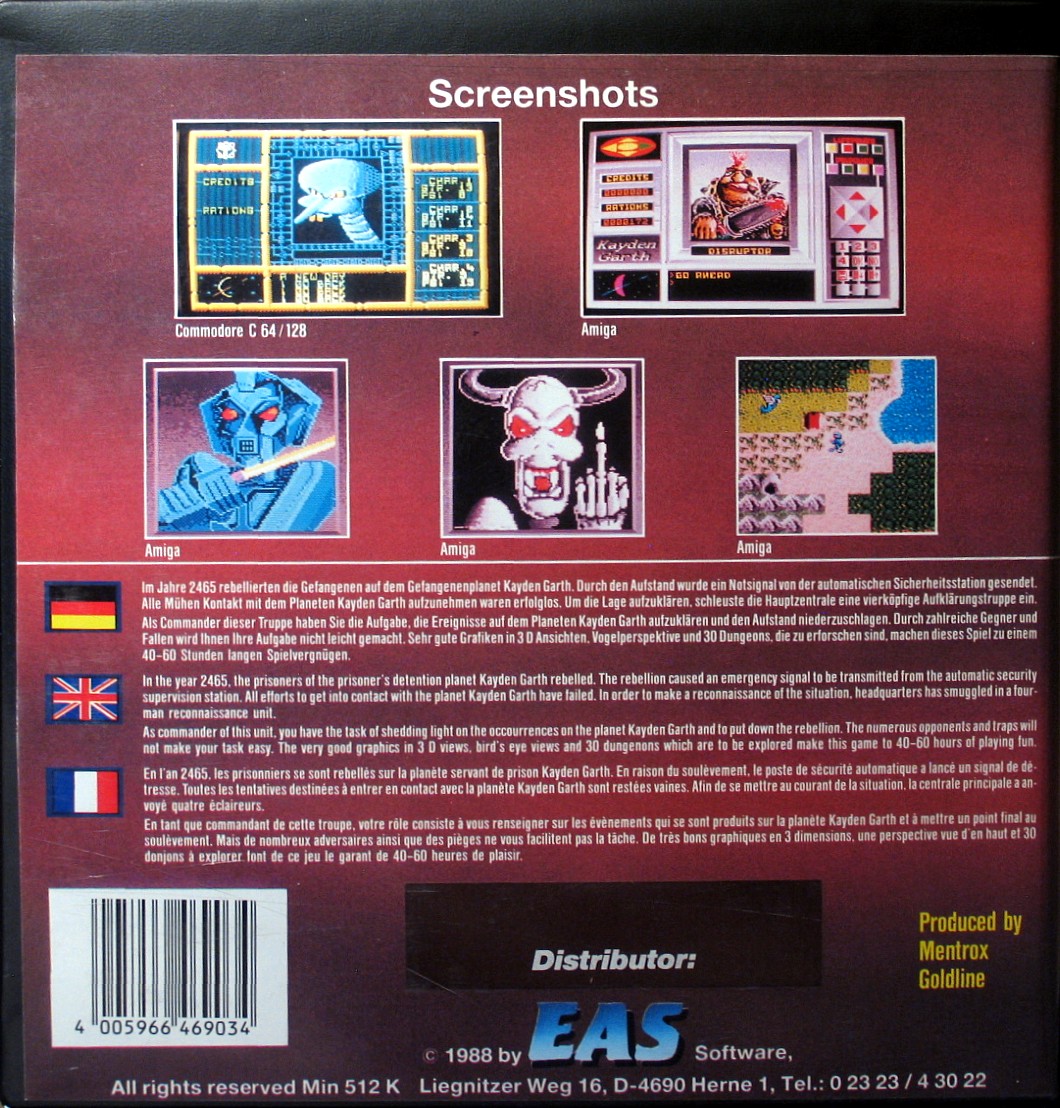 Screenshots
CREDITS
RATIONS
CHAR. 1
CHAR. 2
CHAR. 3
CHAR. 4
A NEW DAY
Commodore C 64/128
CREDITS
RATIONS
0000172
Kayden
Garth
DISRUPTOR
GO AHEAD
Amiga
Amiga
Amiga
Amiga
Im Jahre 2465 rebellierten die Gefangenen auf dem Gefangenenplanet Kayden Garth. Durch den Aufstand wurde ein Notsignal von der automatischen Sicherheitsstation gesendet.
Alle Mühen Kontakt mit dem Planeten Kayden Garth aufzunehmen waren erfolglos. Um die Lage aufzuklären, schleuste die Hauptzentrale eine vierköpfige Aufklärungstruppe ein.
Als Commander dieser Truppe haben Sie die Aufgabe, die Ereignisse auf dem Planeten Kayden Garth aufzuklären und den Aufstand niederzuschlagen. Durch zahlreiche Gegner und
Fallen wird Ihnen Ihre Aufgabe nicht leicht gemacht. Sehr gute Grafiken in 3 D Ansichten, Vogelperspektive und 30 Dungeons, die zu erforschen sind, machen dieses Spiel zu einem
40-60 Stunden langen Spielvergnügen.
In the year 2465, the prisoners of the prisoner's detention planet Kayden Garth rebelled. The rebellion caused an emergency signal to be transmitted from the automatic security
supervision station. All efforts to get into contact with the planet Kayden Garth have failed. In order to make a reconnaissance of the situation, headquarters has smuggled in a four-
man reconnaissance unit.
As commander of this unit, you have the task of shedding light on the occourrences on the planet Kayden Garth and to put down the rebellion. The numerous opponents and traps will
not make your task easy. The very good graphics in 3 D views, bird's eye views and 30 dungenons which are to be explored make this game to 40-60 hours of playing fun.
En l'an 2465, les prisonniers se sont rebellés sur la planète servant de prison Kayden Garth. En raison du soulèvement, le poste de sécurité automatique a lancé un signal de dé-
tresse. Toutes les tentatives destinées à entrer en contact avec la planète Kayden Garth sont restées vaines. Afin de se mettre au courant de la situation, la centrale principale a an-
voyé quatre éclaireurs.
En tant que commandant de cette troupe, votre rôle consiste à vous renseigner sur les évènements qui se sont produits sur la planète Kayden Garth et à mettre un point final au
soulèvement. Mais de nombreux adversaires ainsi que des pièges ne vous facilitent pas la tâche. De très bons graphiques en 3 dimensions, une perspective vue d'en haut et 30
donjons à explorer font de ce jeu le garant de 40-60 heures de plaisir.
4 005966 469034
Distributor:
Produced by
Mentrox
Goldline
© 1988 by EAS Software,
All rights reserved Min 512 K Liegnitzer Weg 16, D-4690 Herne 1, Tel.: 0 23 23 / 4 30 22